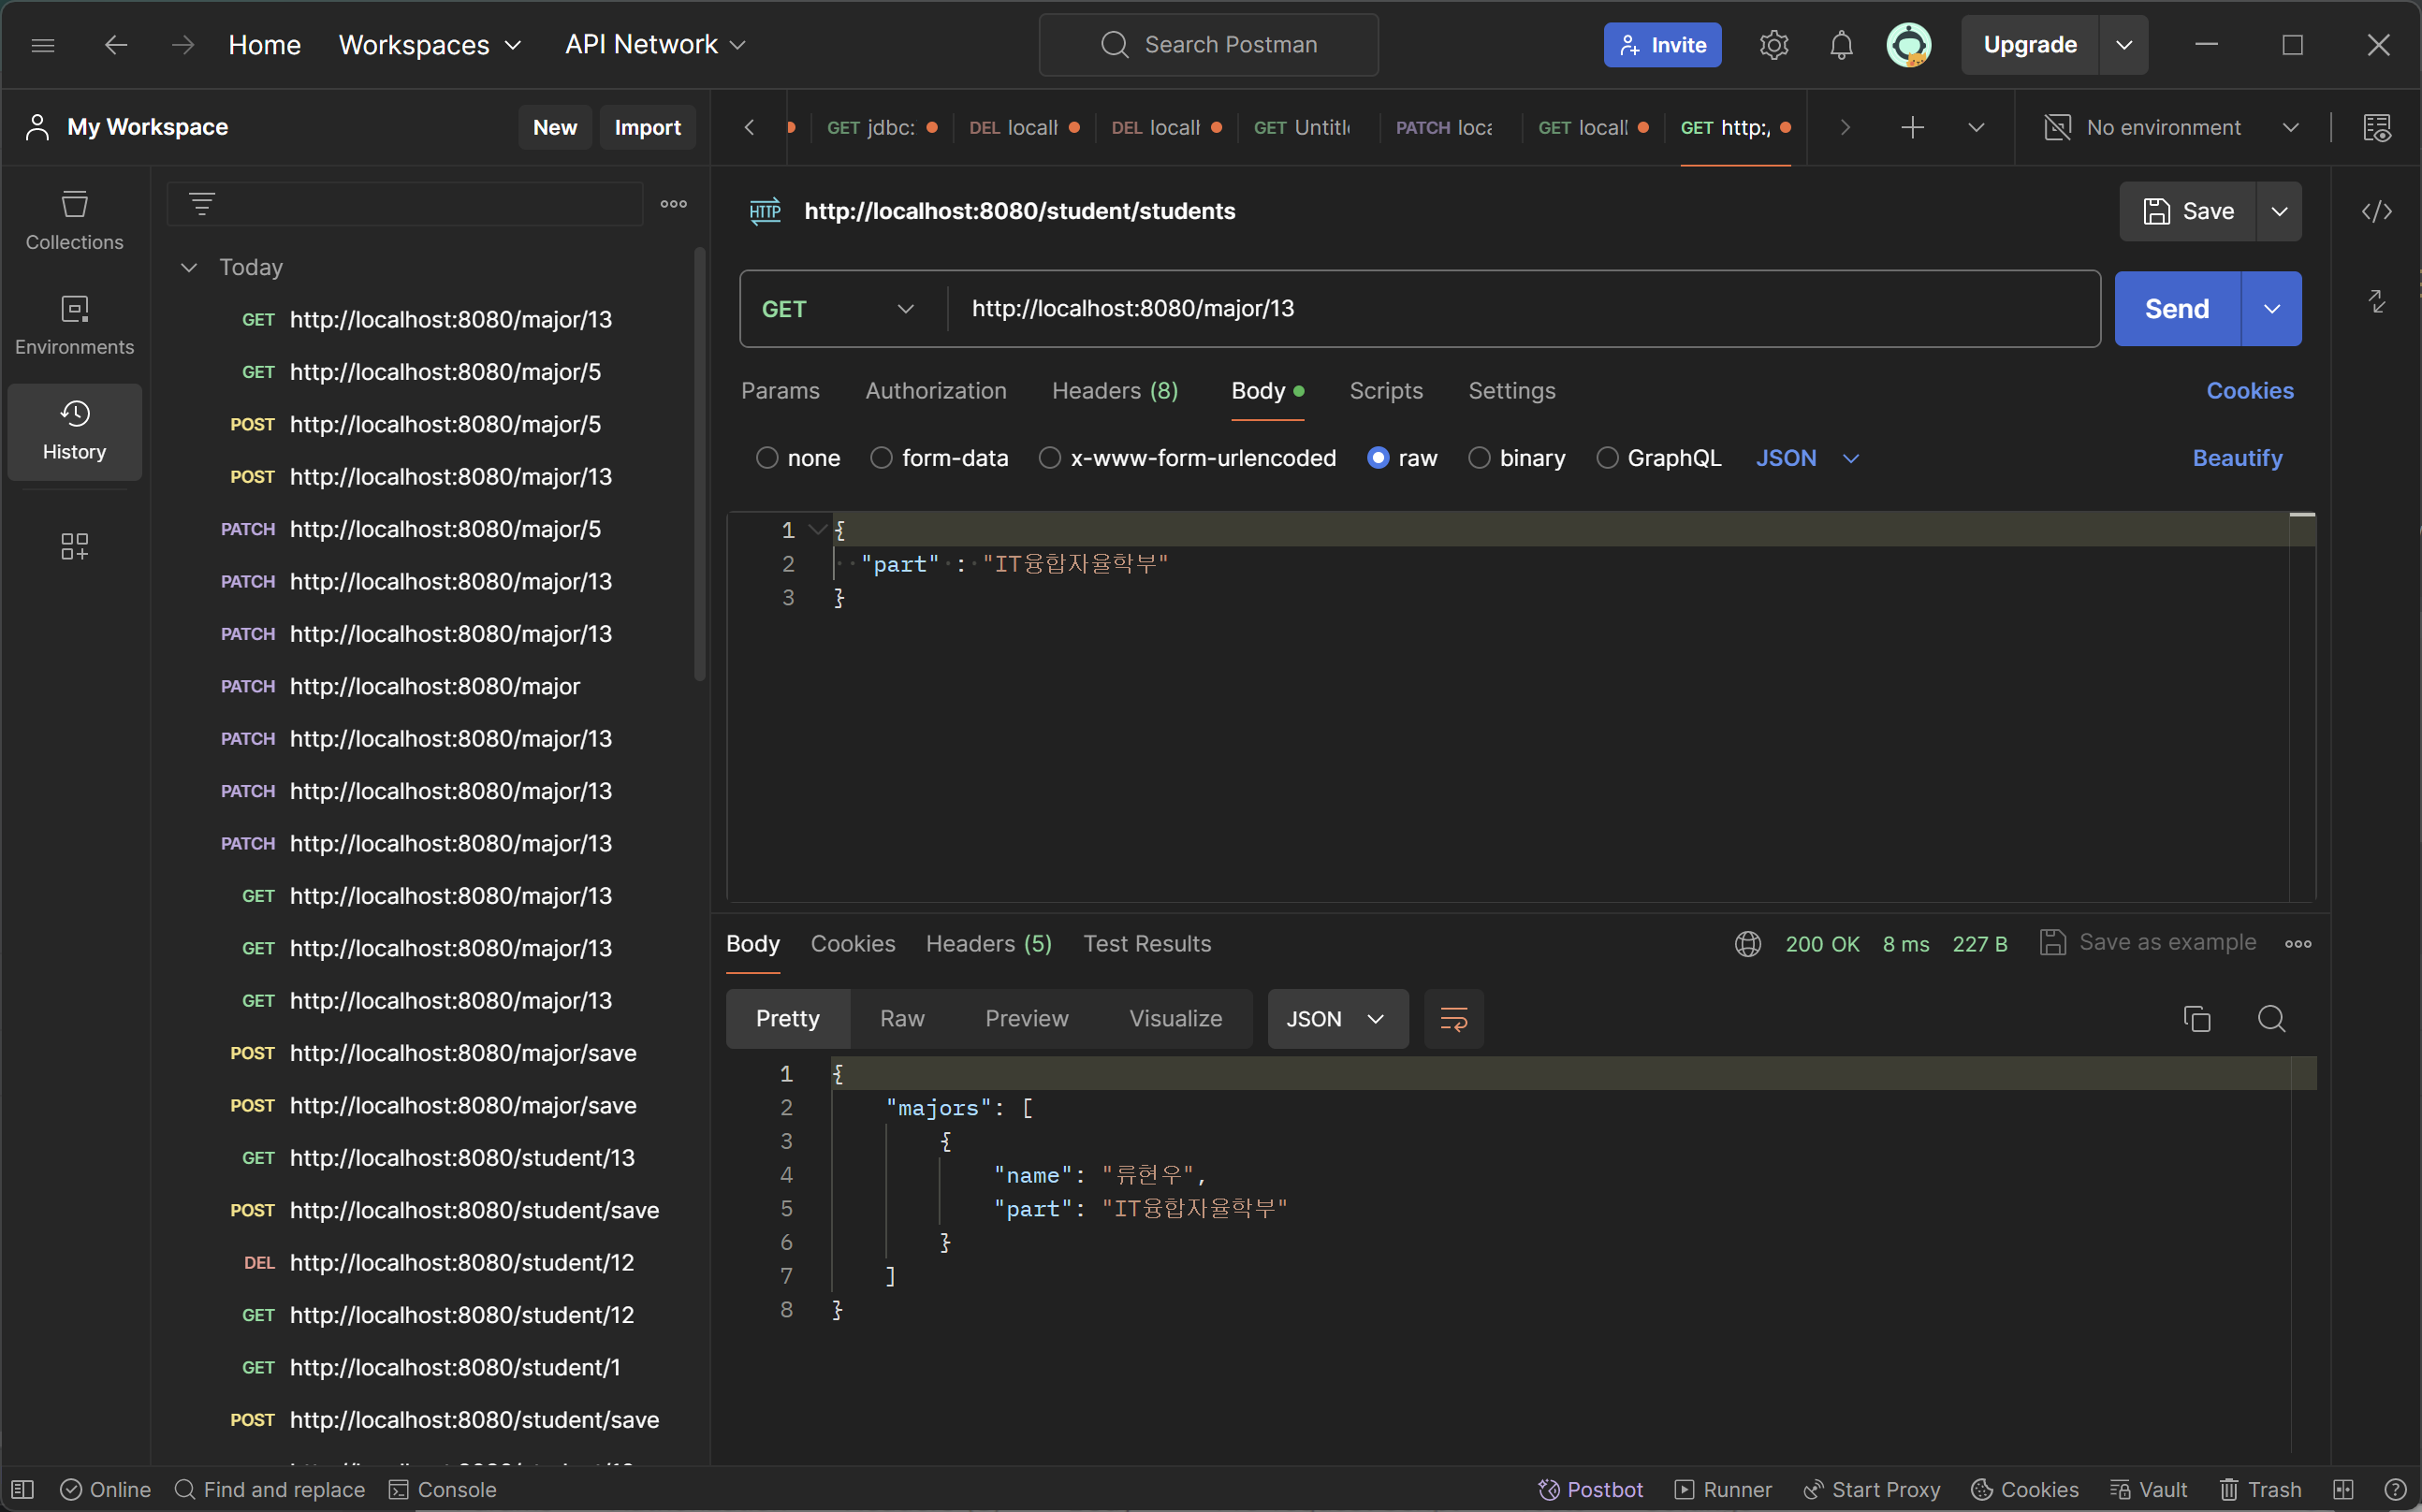 Home Workspaces API Network Search Postman Invite Upgrade
My Workspace New Import GET jdbc: DEL locall DEL locall GET Untitl PATCH loca GET locall GET http:/ No environment
Collections
Environments
History
Today
GET http://localhost:8080/major/13
GET http://localhost:8080/major/5
POST http://localhost:8080/major/5
POST http://localhost:8080/major/13
PATCH http://localhost:8080/major/5
PATCH http://localhost:8080/major/13
PATCH http://localhost:8080/major/13
PATCH http://localhost:8080/major
PATCH http://localhost:8080/major/13
PATCH http://localhost:8080/major/13
PATCH http://localhost:8080/major/13
GET http://localhost:8080/major/13
GET http://localhost:8080/major/13
GET http://localhost:8080/major/13
POST http://localhost:8080/major/save
POST http://localhost:8080/major/save
GET http://localhost:8080/student/13
POST http://localhost:8080/student/save
DEL http://localhost:8080/student/12
GET http://localhost:8080/student/12
GET http://localhost:8080/student/1
POST http://localhost:8080/student/save
HTTP http://localhost:8080/student/students Save
GET http://localhost:8080/major/13 Send
Params Authorization Headers (8) Body Scripts Settings Cookies
none form-data x-www-form-urlencoded raw binary GraphQL JSON Beautify
1 {
2 "part" : "IT융합자율학부"
3 }
Body Cookies Headers (5) Test Results 200 OK 8 ms 227 B Save as example
Pretty Raw Preview Visualize JSON
1 {
2 "majors": [
3 {
4 "name": "류현우",
5 "part": "IT융합자율학부"
6 }
7 ]
8 }
Online Find and replace Console Postbot Runner Start Proxy Cookies Vault Trash